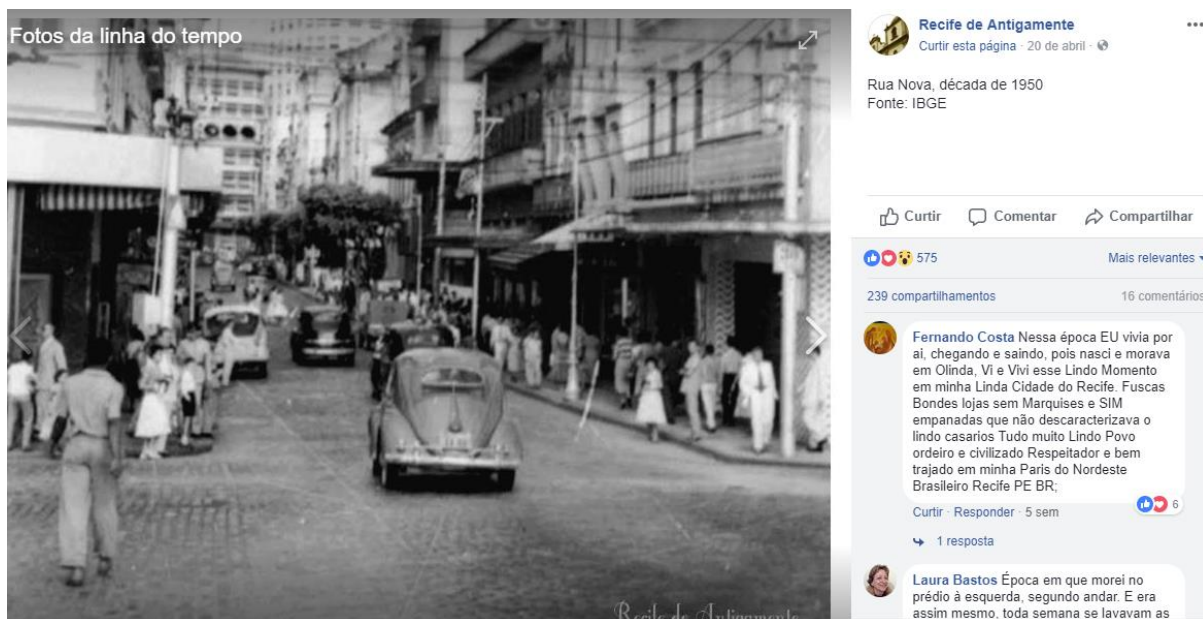 Fotos da linha do tempo
Recife de Antigamente
Recife de Antigamente
Curtir esta página · 20 de abril ·
Rua Nova, década de 1950
Fonte: IBGE
Curtir Comentar Compartilhar
575 Mais relevantes
239 compartilhamentos 16 comentários
Fernando Costa Nessa época EU vivia por
ai, chegando e saindo, pois nasci e morava
em Olinda, Vi e Vivi esse Lindo Momento
em minha Linda Cidade do Recife. Fuscas
Bondes lojas sem Marquises e SIM
empanadas que não descaracterizava o
lindo casarios Tudo muito Lindo Povo
ordeiro e civilizado Respeitador e bem
trajado em minha Paris do Nordeste
Brasileiro Recife PE BR;
6
Curtir · Responder · 5 sem
1 resposta
Laura Bastos Época em que morei no
prédio à esquerda, segundo andar. E era
assim mesmo, toda semana se lavavam as